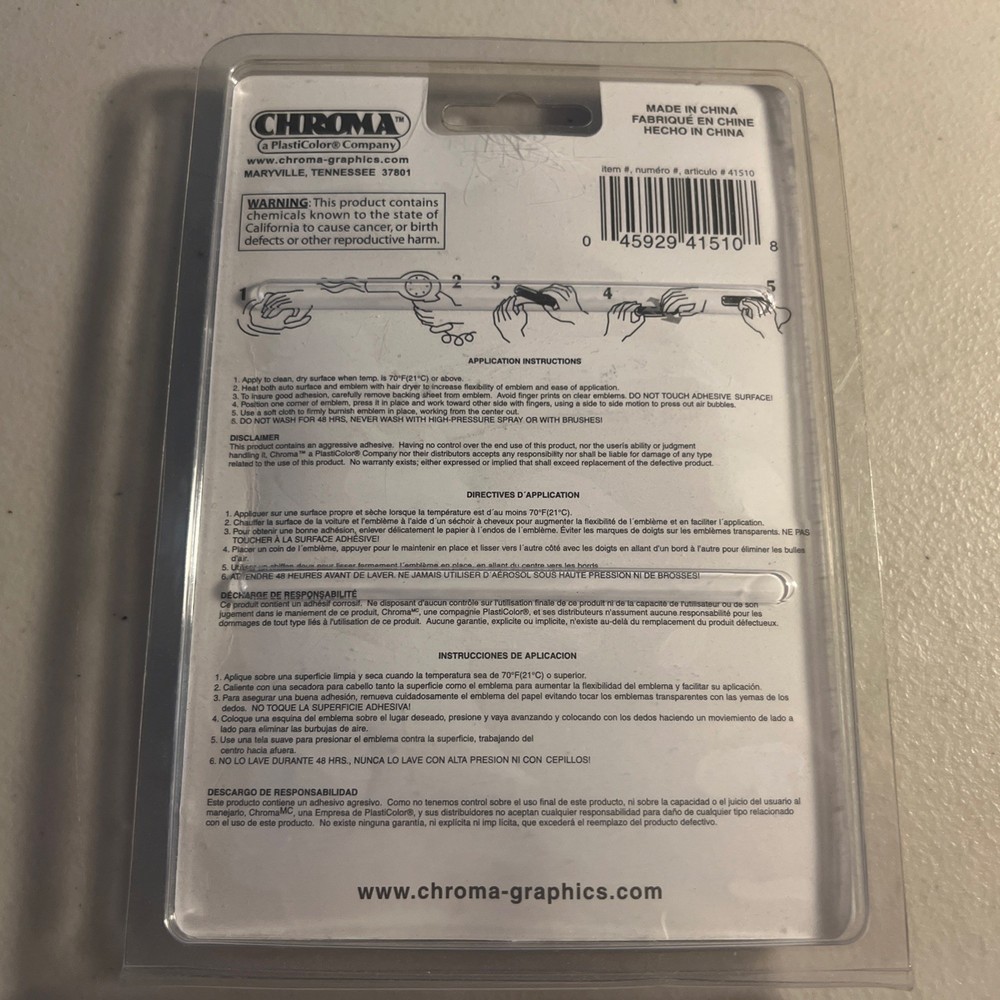 CHROMA™
a PlastiColor® Company
www.chroma-graphics.com
MARYVILLE, TENNESSEE 37801
MADE IN CHINA
FABRIQUÉ EN CHINE
HECHO IN CHINA
item #, numéro #, articulo # 41510
0 45929 41510 8
WARNING: This product contains
chemicals known to the state of
California to cause cancer, or birth
defects or other reproductive harm.
1 2 3 4 5
APPLICATION INSTRUCTIONS
1. Apply to clean, dry surface when temp. is 70°F(21°C) or above.
2. Heat both auto surface and emblem with hair dryer to increase flexibility of emblem and ease of application.
3. To insure good adhesion, carefully remove backing sheet from emblem. Avoid finger prints on clear emblems. DO NOT TOUCH ADHESIVE SURFACE!
4. Position one corner of emblem, press it in place and work toward other side with fingers, using a side to side motion to press out air bubbles.
5. Use a soft cloth to firmly burnish emblem in place, working from the center out.
5. DO NOT WASH FOR 48 HRS, NEVER WASH WITH HIGH-PRESSURE SPRAY OR WITH BRUSHES!
DISCLAIMER
This product contains an aggressive adhesive. Having no control over the end use of this product, nor the useris ability or judgment
handling it, Chroma™ a PlastiColor® Company nor their distributors accepts any responsibility nor shall be liable for damage of any type
related to the use of this product. No warranty exists; either expressed or implied that shall exceed replacement of the defective product.
DIRECTIVES D´APPLICATION
1. Appliquer sur une surface propre et sèche lorsque la température est d´au moins 70°F(21°C).
2. Chauffer la surface de la voiture et l'emblème à l'aide d´un séchoir à cheveux pour augmenter la flexibilité de l´emblème et en faciliter l´application.
3. Pour obtenir une bonne adhésion, enlever délicatement le papier à l´endos de l´emblème. Éviter les marques de doigts sur les emblèmes transparents. NE PAS
TOUCHER À LA SURFACE ADHÉSIVE!
4. Placer un coin de l´emblème, appuyer pour le maintenir en place et lisser vers l´autre côté avec les doigts en allant d'un bord à l'autre pour éliminer les bulles
d'air.
5. Utiliser un chiffon doux pour lisser fermement l´emblème en place, en allant du centre vers les bords.
6. ATTENDRE 48 HEURES AVANT DE LAVER. NE JAMAIS UTILISER D´AÉROSOL SOUS HAUTE PRESSION NI DE BROSSES!
DÉCHARGE DE RESPONSABILITÉ
Ce produit contient un adhésif corrosif. Ne disposant d'aucun contrôle sur l'utilisation finale de ce produit ni de la capacité de l'utilisateur ou de son
jugement dans le maniement de ce produit, Chromaᴹᶜ, une compagnie PlastiColor®, et ses distributeurs n'assument aucune responsabilité pour les
dommages de tout type liés à l'utilisation de ce produit. Aucune garantie, explicite ou implicite, n'existe au-delà du remplacement du produit défectueux.
INSTRUCCIONES DE APLICACION
1. Aplique sobre una superficie limpia y seca cuando la temperatura sea de 70°F(21°C) o superior.
2. Caliente con una secadora para cabello tanto la superficie como el emblema para aumentar la flexibilidad del emblema y facilitar su aplicación.
3. Para asegurar una buena adhesión, remueva cuidadosamente el emblema del papel evitando tocar los emblemas transparentes con las yemas de los
dedos. NO TOQUE LA SUPERFICIE ADHESIVA!
4. Coloque una esquina del emblema sobre el lugar deseado, presione y vaya avanzando y colocando con los dedos haciendo un moviemiento de lado a
lado para eliminar las burbujas de aire.
5. Use una tela suave para presionar el emblema contra la superficie, trabajando del
centro hacia afuera.
6. NO LO LAVE DURANTE 48 HRS., NUNCA LO LAVE CON ALTA PRESION NI CON CEPILLOS!
DESCARGO DE RESPONSABILIDAD
Este producto contiene un adhesivo agresivo. Como no tenemos control sobre el uso final de este producto, ni sobre la capacidad o el juicio del usuario al
manejarlo, Chromaᴹᶜ, una Empresa de PlastiColor®, y sus distribuidores no aceptan cualquier responsabilidad para daño de cualquier tipo relacionado
con el uso de este producto. No existe ninguna garantía, ni explícita ni imp lícita, que excederá el reemplazo del producto defectivo.
www.chroma-graphics.com